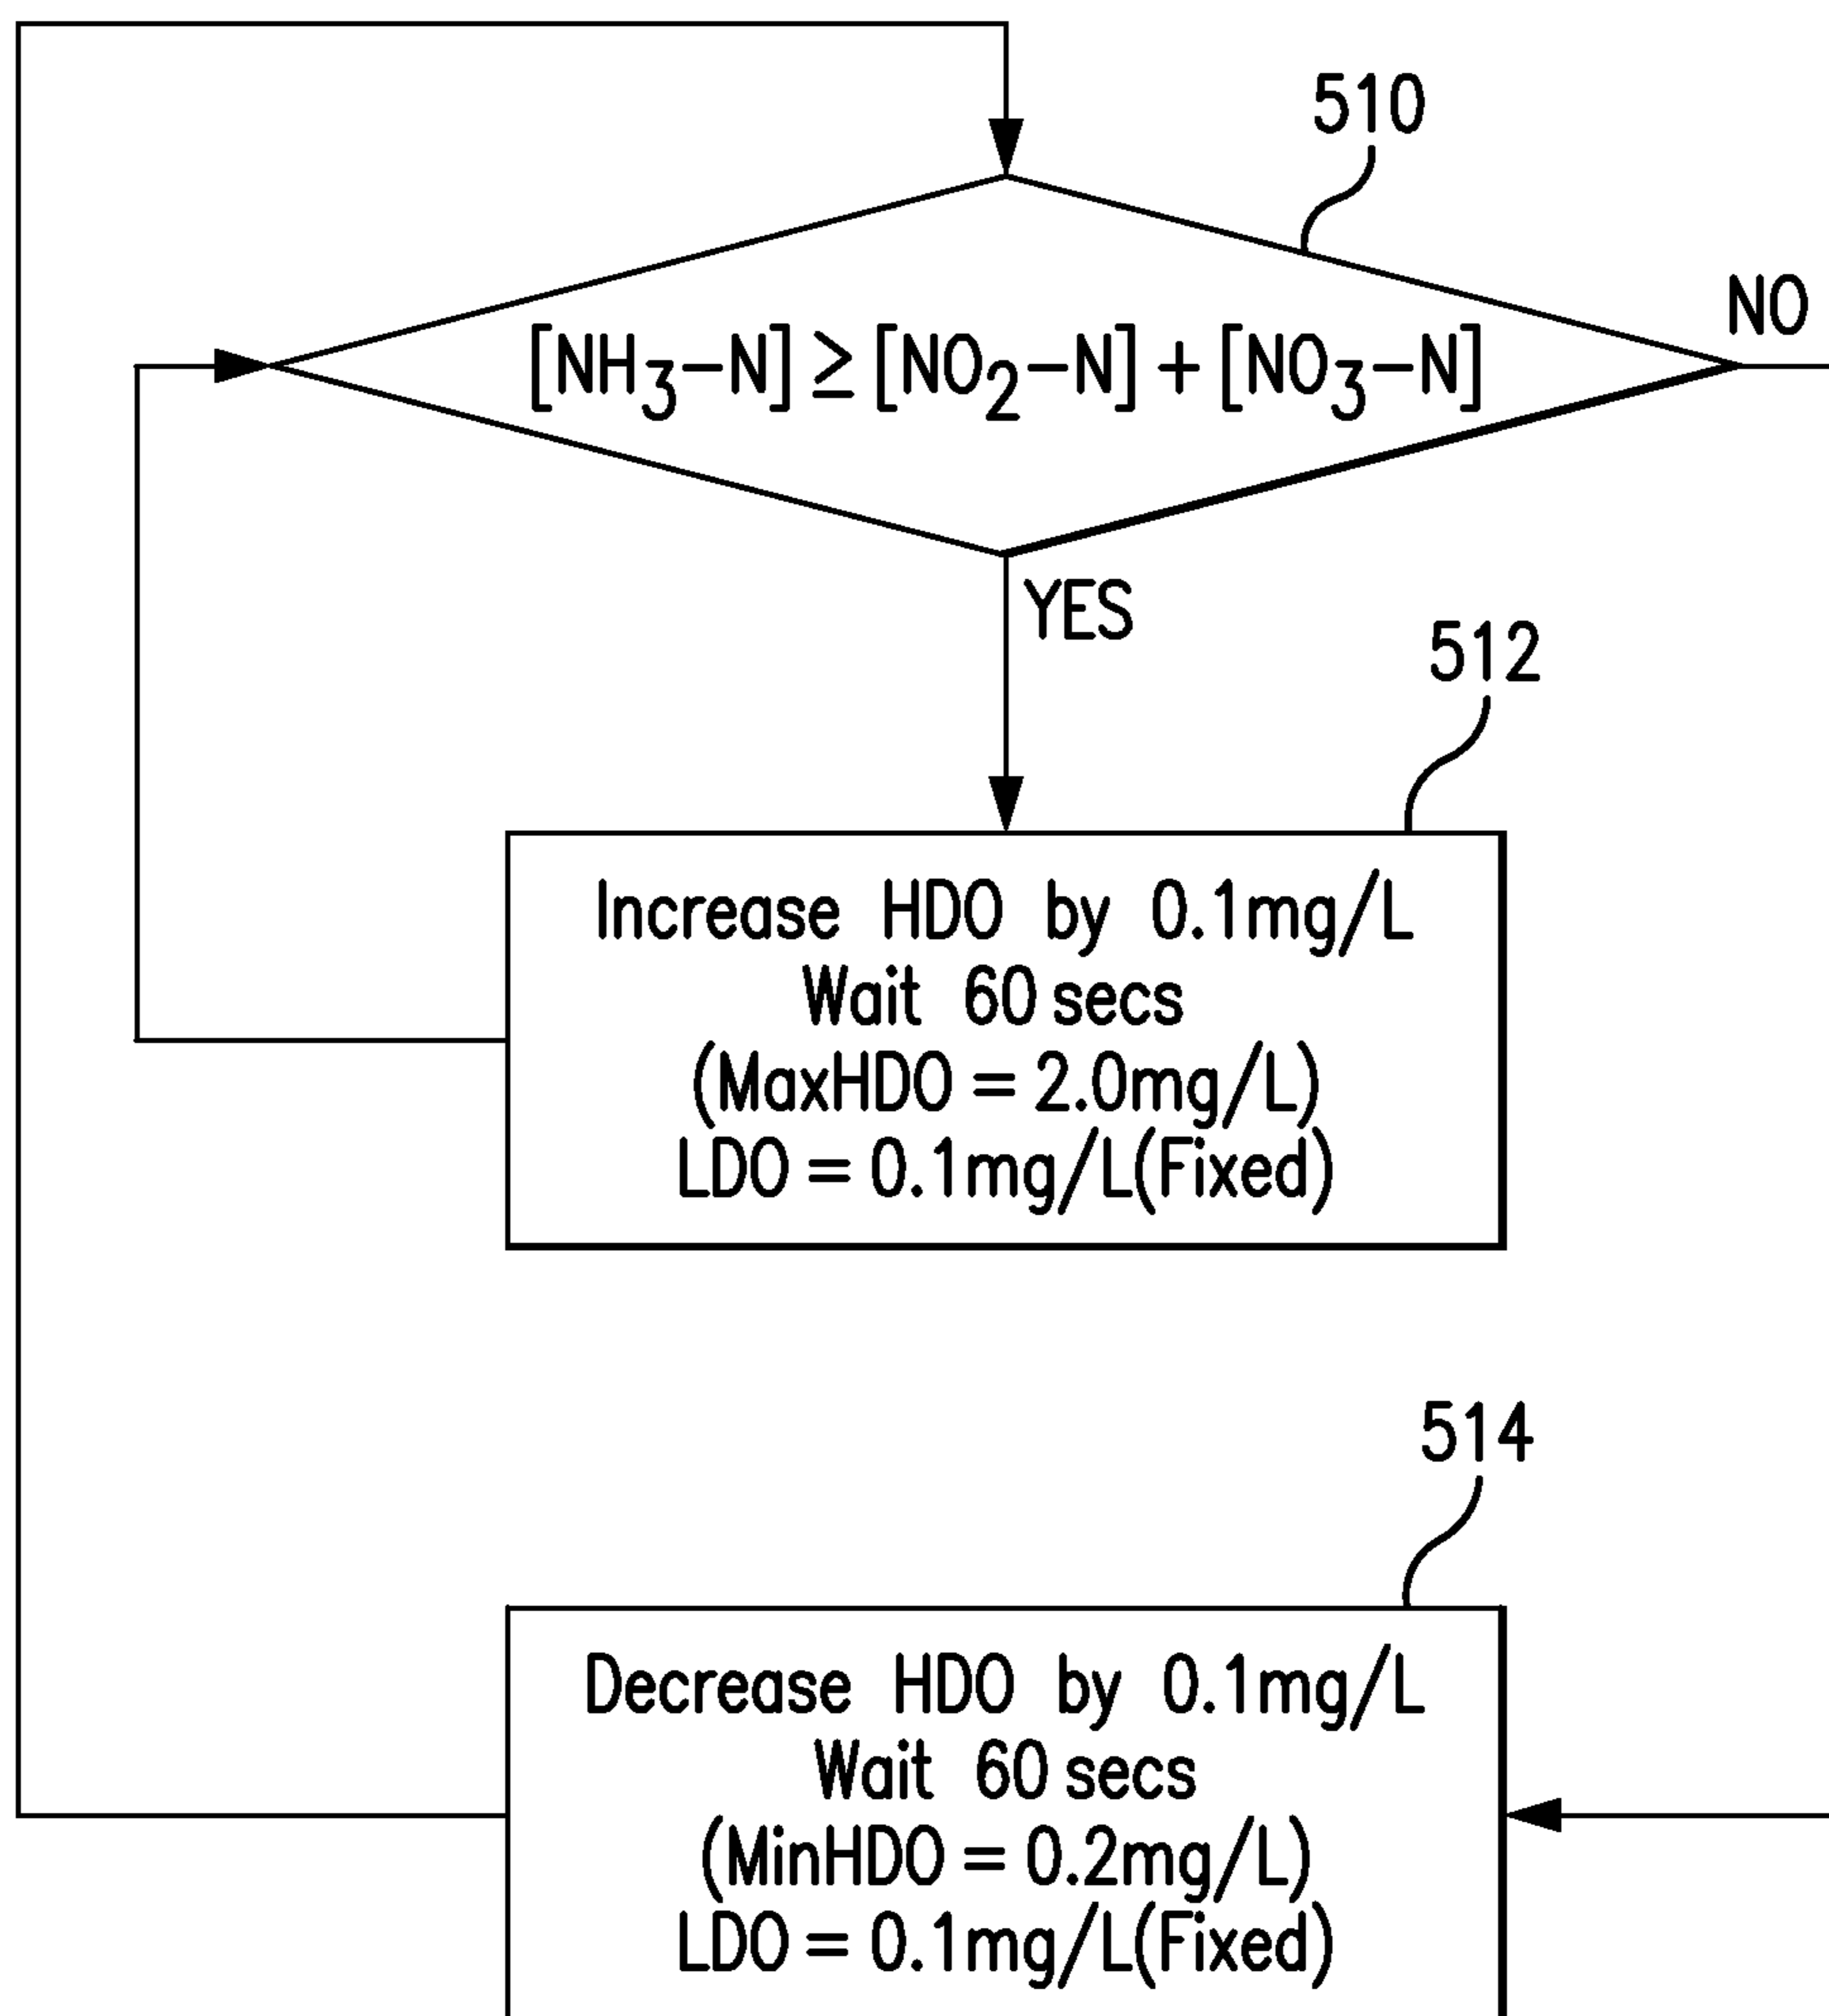 510
NO
[NH₃−N] ≥ [NO₂−N] + [NO₃−N]
YES
512
Increase HDO by 0.1mg/L
Wait 60 secs
(MaxHDO = 2.0mg/L)
LDO = 0.1mg/L(Fixed)
514
Decrease HDO by 0.1mg/L
Wait 60 secs
(MinHDO = 0.2mg/L)
LDO = 0.1mg/L(Fixed)